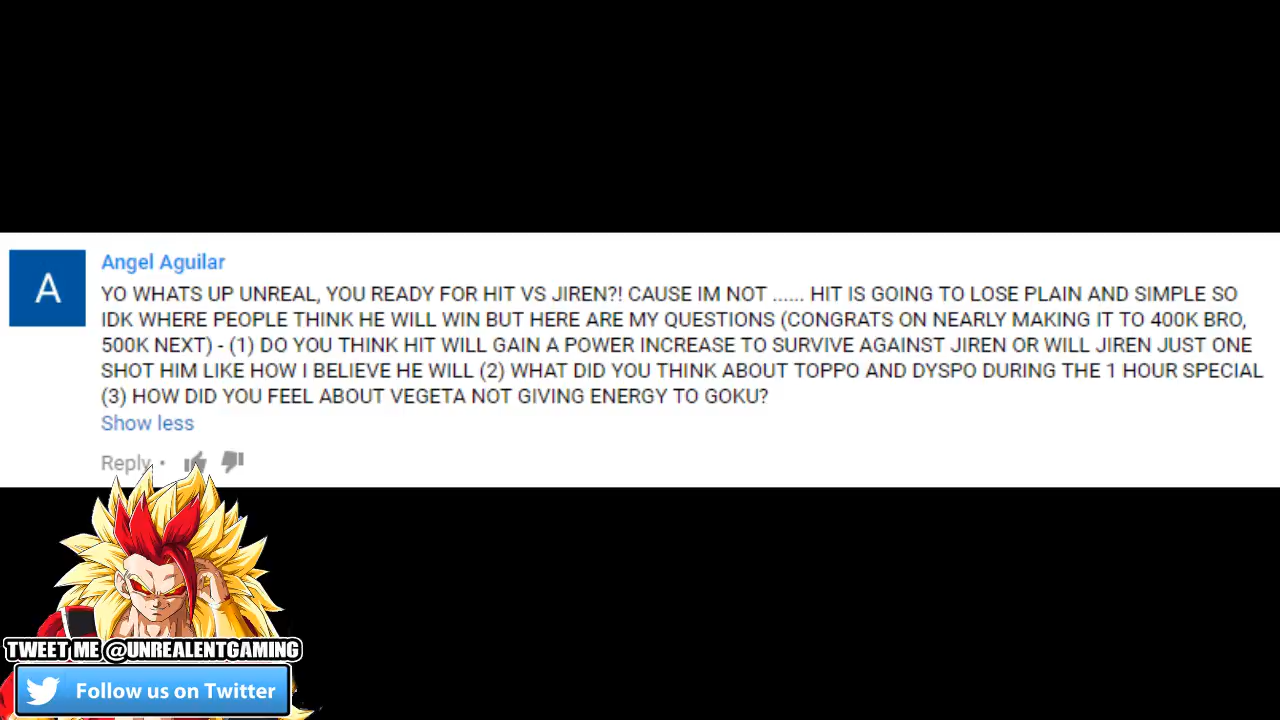 A
Angel Aguilar
YO WHATS UP UNREAL, YOU READY FOR HIT VS JIREN?! CAUSE IM NOT ...... HIT IS GOING TO LOSE PLAIN AND SIMPLE SO
IDK WHERE PEOPLE THINK HE WILL WIN BUT HERE ARE MY QUESTIONS (CONGRATS ON NEARLY MAKING IT TO 400K BRO,
500K NEXT) - (1) DO YOU THINK HIT WILL GAIN A POWER INCREASE TO SURVIVE AGAINST JIREN OR WILL JIREN JUST ONE
SHOT HIM LIKE HOW I BELIEVE HE WILL (2) WHAT DID YOU THINK ABOUT TOPPO AND DYSPO DURING THE 1 HOUR SPECIAL
(3) HOW DID YOU FEEL ABOUT VEGETA NOT GIVING ENERGY TO GOKU?
Show less
Reply •
TWEET ME @UNREALENTGAMING
Follow us on Twitter